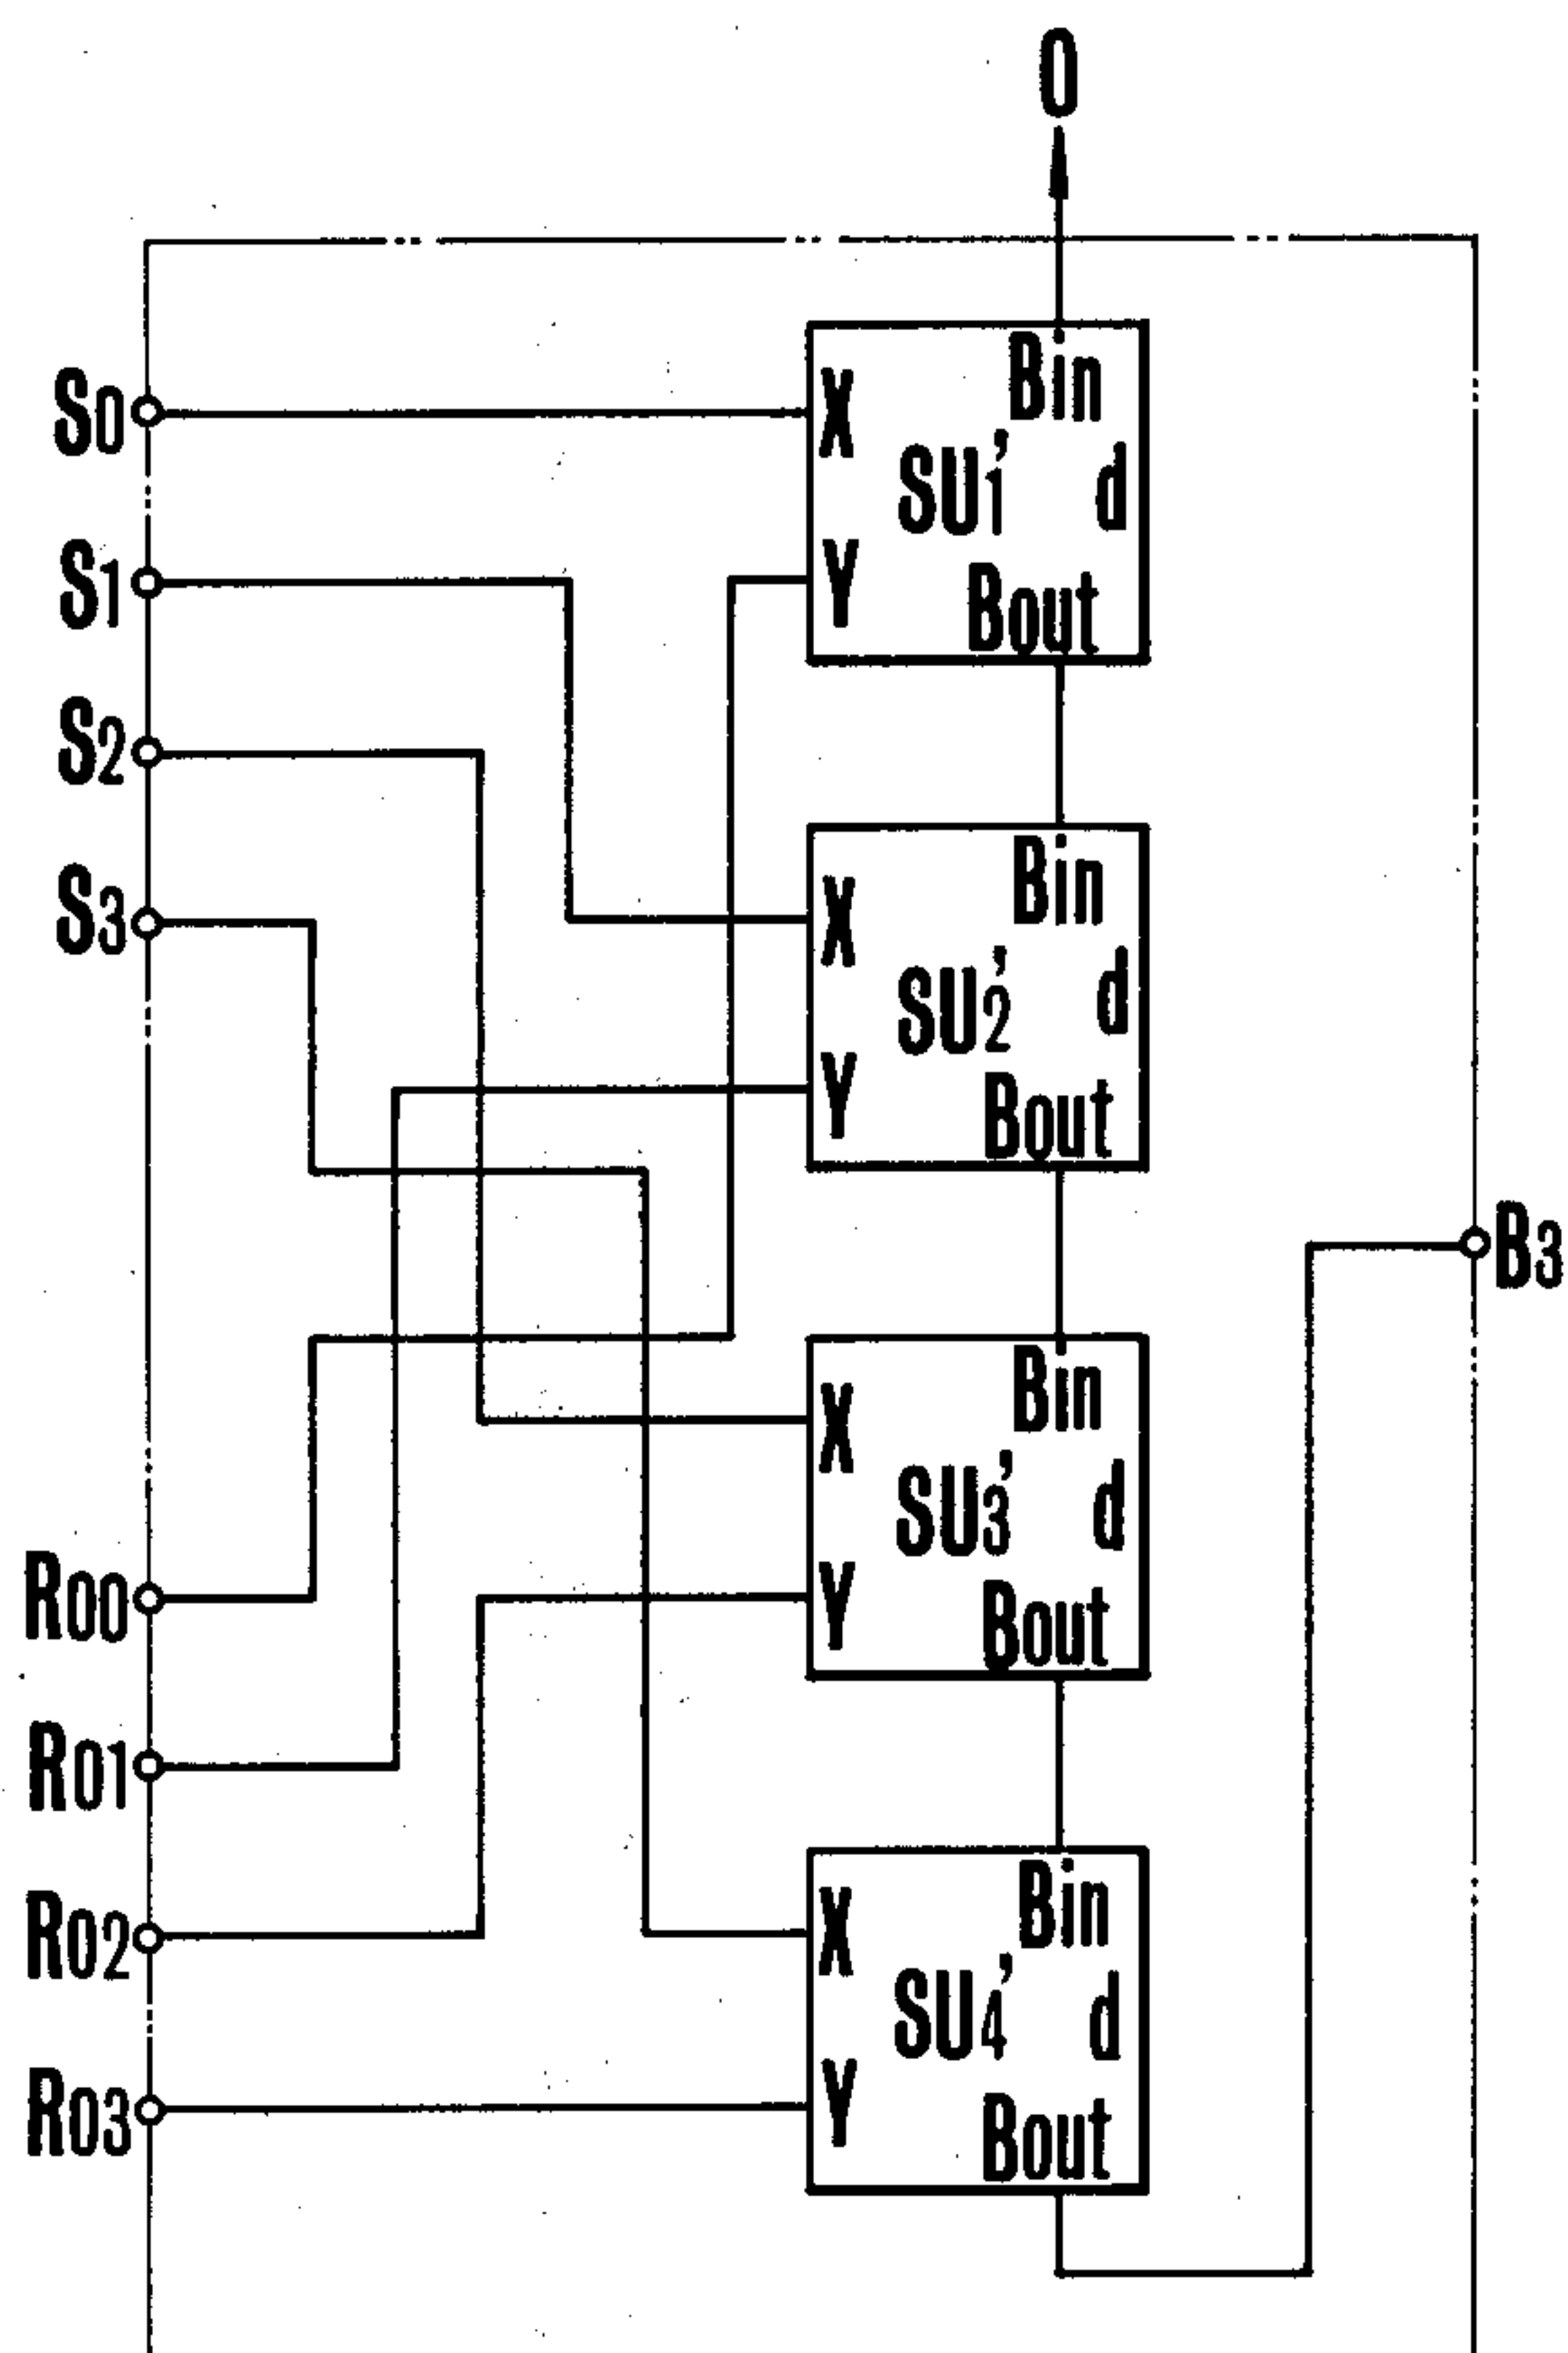 0
S0
X
Bin
SU1'
d
S1
Y
Bout
S2
S3
X
Bin
SU2'
d
Y
Bout
B3
X
Bin
SU3'
d
R00
Y
Bout
R01
R02
X
Bin
SU4'
d
R03
Y
Bout